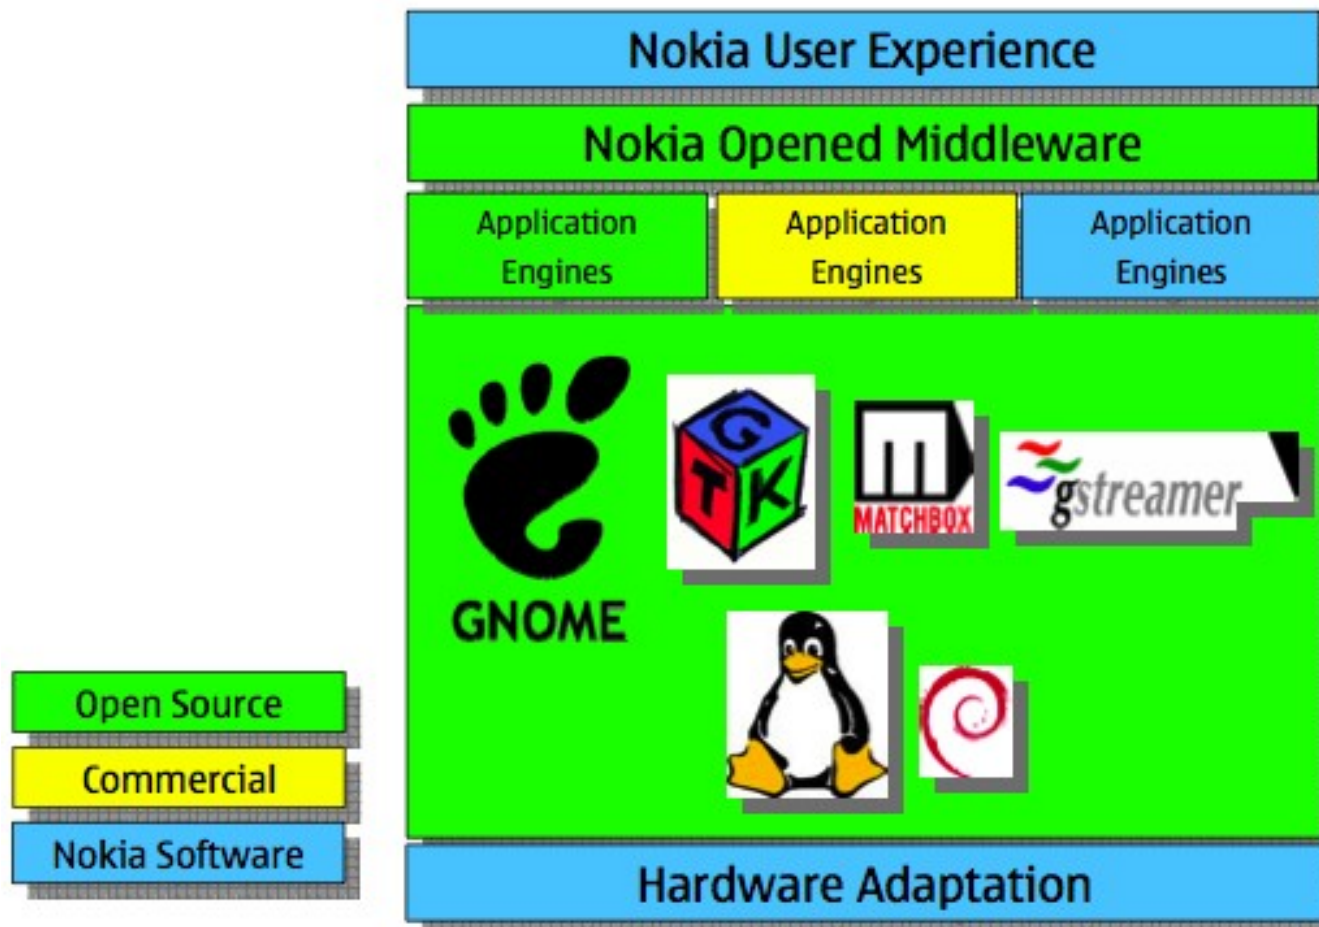 Nokia User Experience
Nokia Opened Middleware
Application
Engines
Application
Engines
Application
Engines
GNOME
G
T K
MATCHBOX
gstreamer
Open Source
Commercial
Nokia Software
Hardware Adaptation